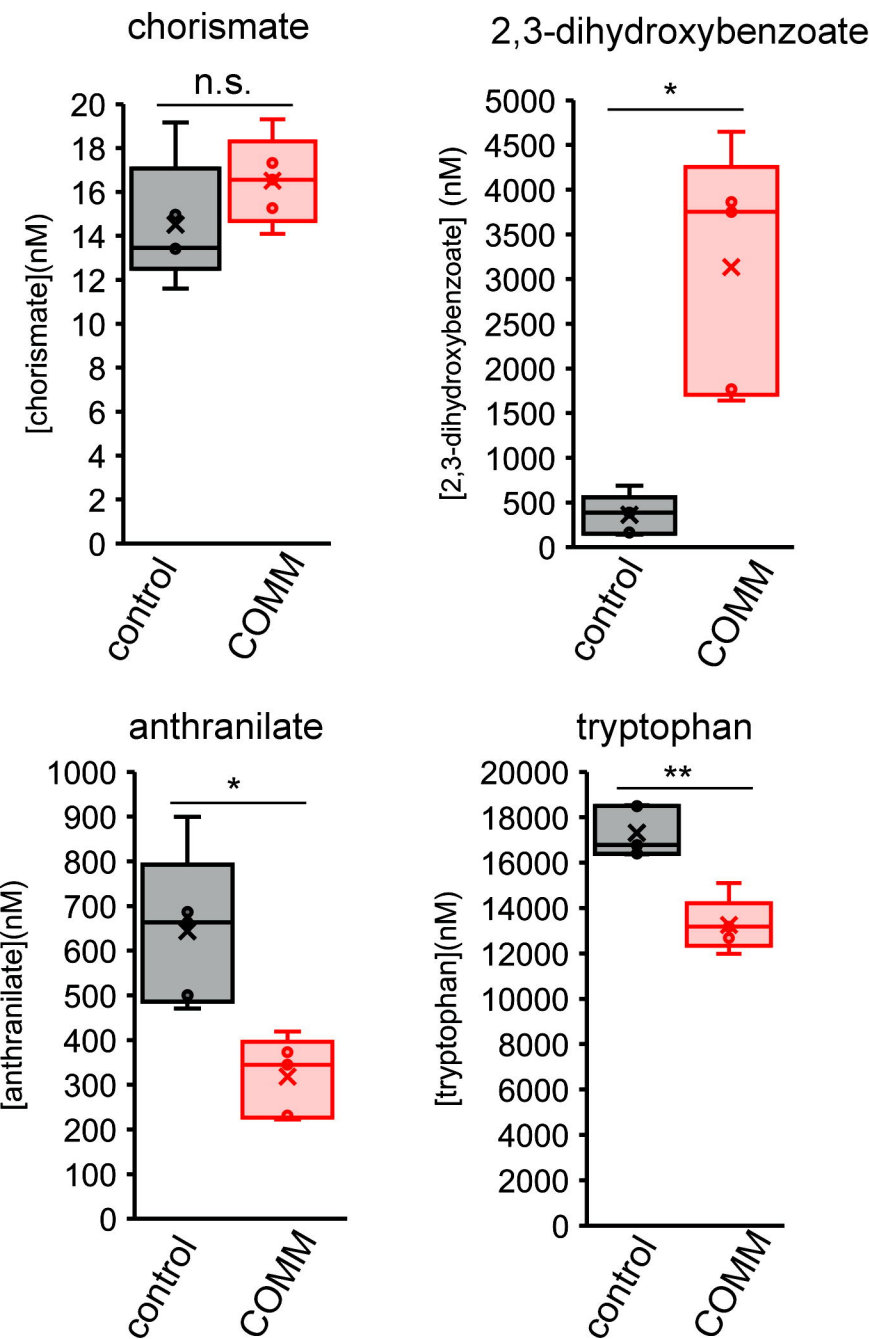 chorismate
n.s.
[chorismate](nM)
20
18
16
14
12
10
8
6
4
2
0
control
COMM
2,3-dihydroxybenzoate
*
[2,3-dihydroxybenzoate] (nM)
5000
4500
4000
3500
3000
2500
2000
1500
1000
500
0
control
COMM
anthranilate
*
[anthranilate](nM)
1000
900
800
700
600
500
400
300
200
100
0
control
COMM
tryptophan
**
[tryptophan](nM)
20000
18000
16000
14000
12000
10000
8000
6000
4000
2000
0
control
COMM